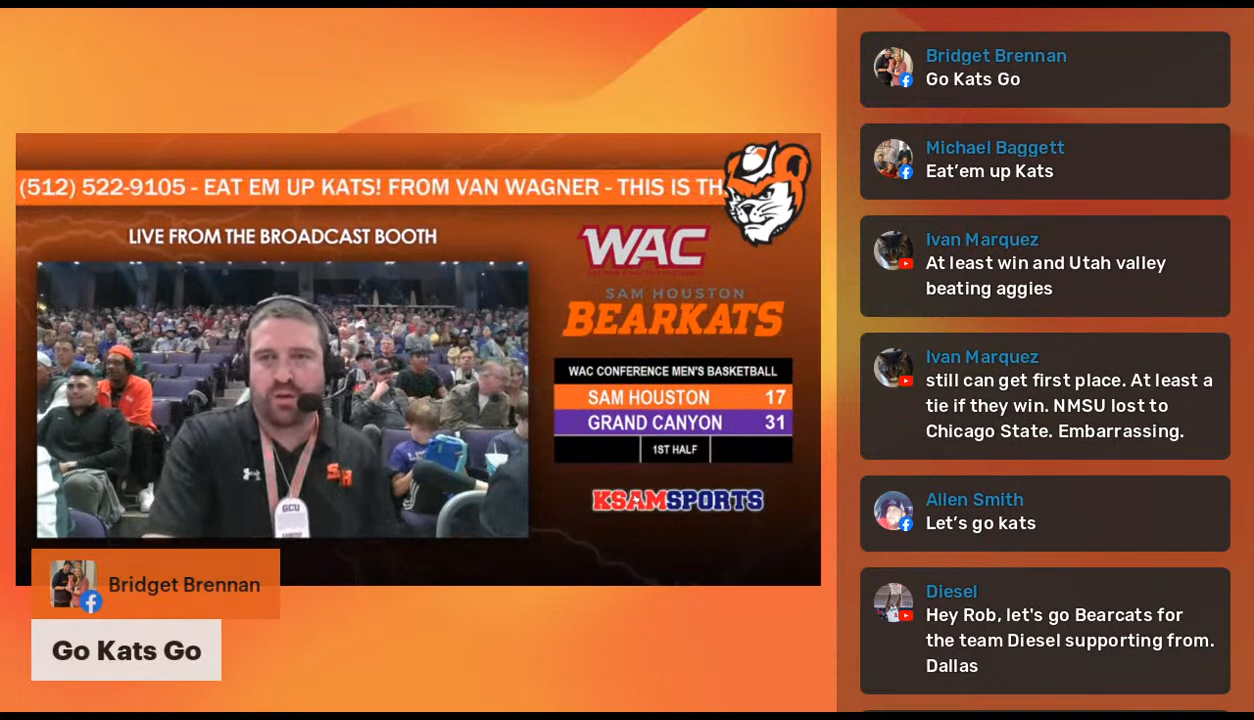 (512) 522-9105 - EAT EM UP KATS! FROM VAN WAGNER - THIS IS TH
LIVE FROM THE BROADCAST BOOTH
WAC
SAM HOUSTON
BEARKATS
WAC CONFERENCE MEN'S BASKETBALL
SAM HOUSTON 17
GRAND CANYON 31
1ST HALF
KSAMSPORTS
SH
GCU
Bridget Brennan
Go Kats Go
Bridget Brennan
Go Kats Go
Michael Baggett
Eat’em up Kats
Ivan Marquez
At least win and Utah valley
beating aggies
Ivan Marquez
still can get first place. At least a
tie if they win. NMSU lost to
Chicago State. Embarrassing.
Allen Smith
Let’s go kats
Diesel
Hey Rob, let's go Bearcats for
the team Diesel supporting from.
Dallas